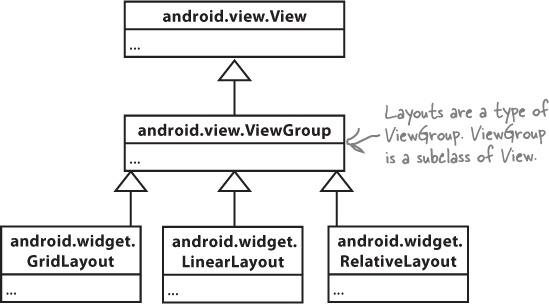 android.view.View
...
android.view.ViewGroup
...
Layouts are a type of
ViewGroup. ViewGroup
is a subclass of View.
android.widget.
GridLayout
...
android.widget.
LinearLayout
...
android.widget.
RelativeLayout
...